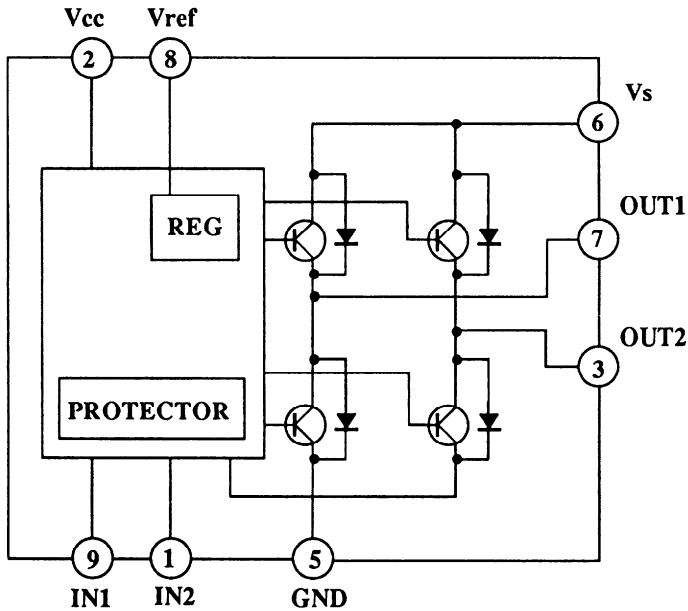 Vcc Vref
2 8
Vs
6
REG
OUT1
7
OUT2
3
PROTECTOR
9 1 5
IN1 IN2 GND